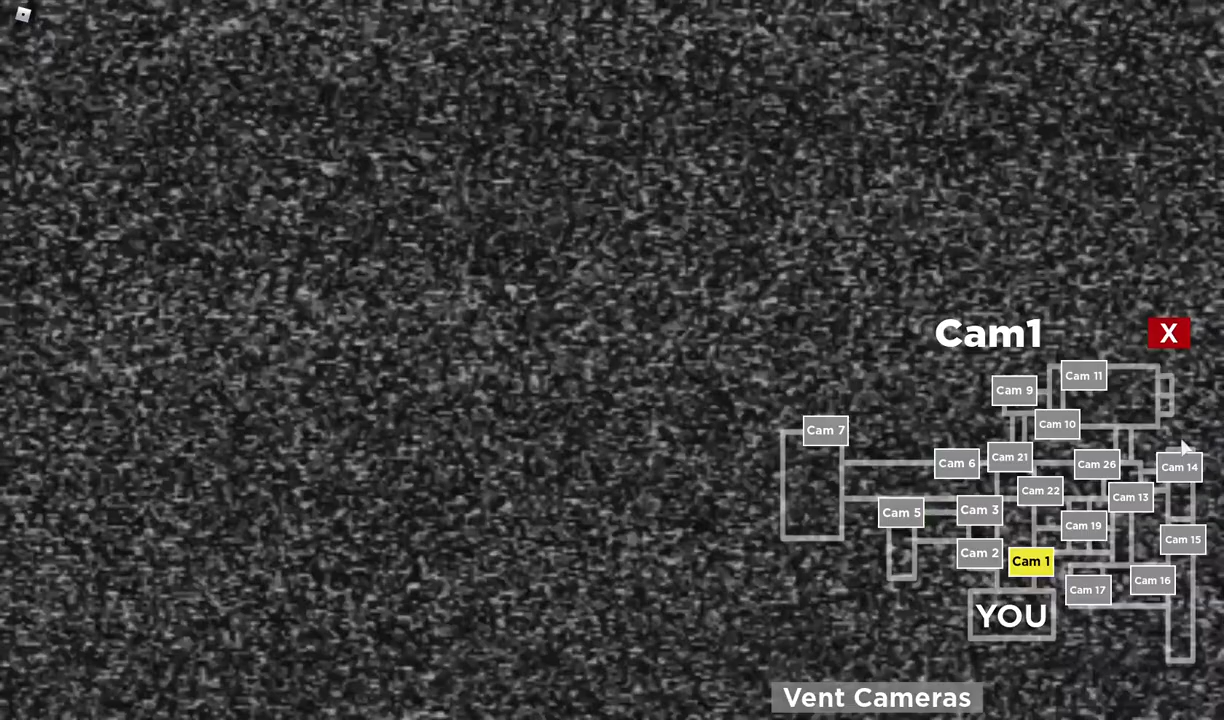 Cam1
X
Cam 11
Cam 9
Cam 10
Cam 7
Cam 21
Cam 6
Cam 26
Cam 14
Cam 22
Cam 13
Cam 3
Cam 5
Cam 19
Cam 15
Cam 2
Cam 1
Cam 16
Cam 17
YOU
Vent Cameras